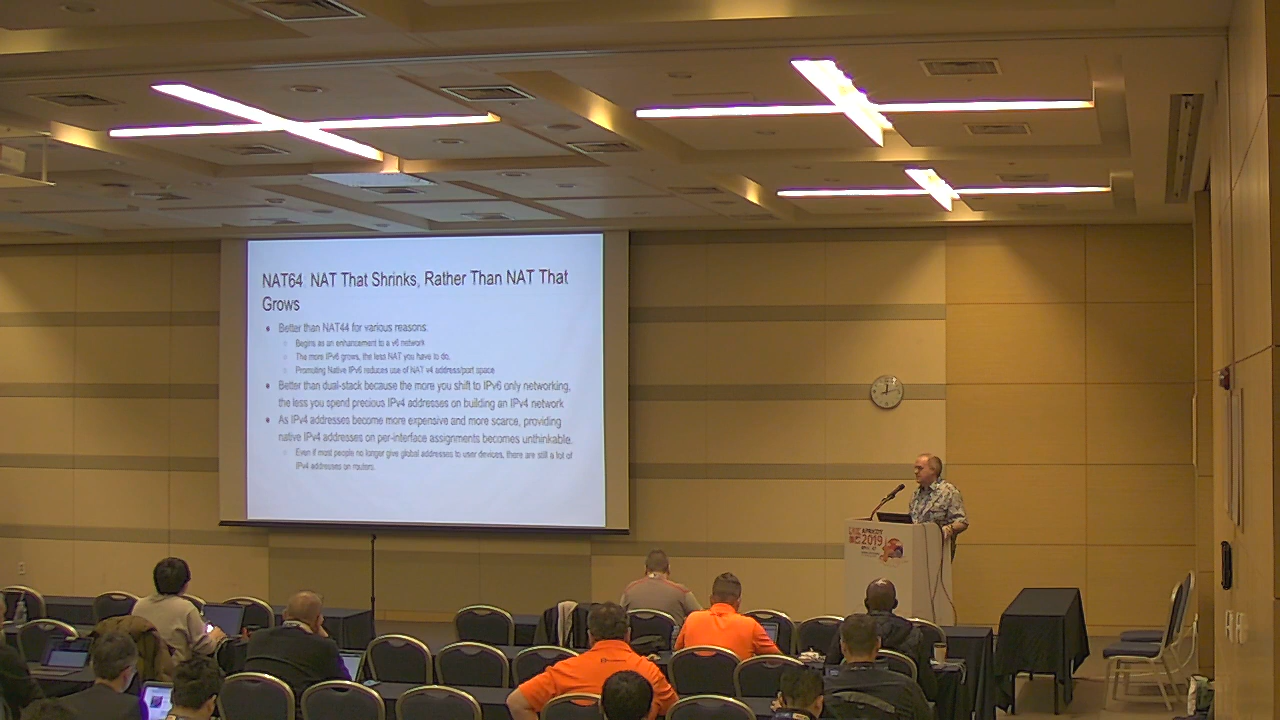 NAT64: NAT That Shrinks, Rather Than NAT That
Grows
Better than NAT44 for various reasons:
Begins as an enhancement to a v6 network
The more IPv6 grows, the less NAT you have to do.
Promoting Native IPv6 reduces use of NAT v4 address/port space
Better than dual-stack because the more you shift to IPv6 only networking,
the less you spend precious IPv4 addresses on building an IPv4 network
As IPv4 addresses become more expensive and more scarce, providing
native IPv4 addresses on per-interface assignments becomes unthinkable.
Even if most people no longer give global addresses to user devices, there are still a lot of
IPv4 addresses on routers.
APRICOT
2019